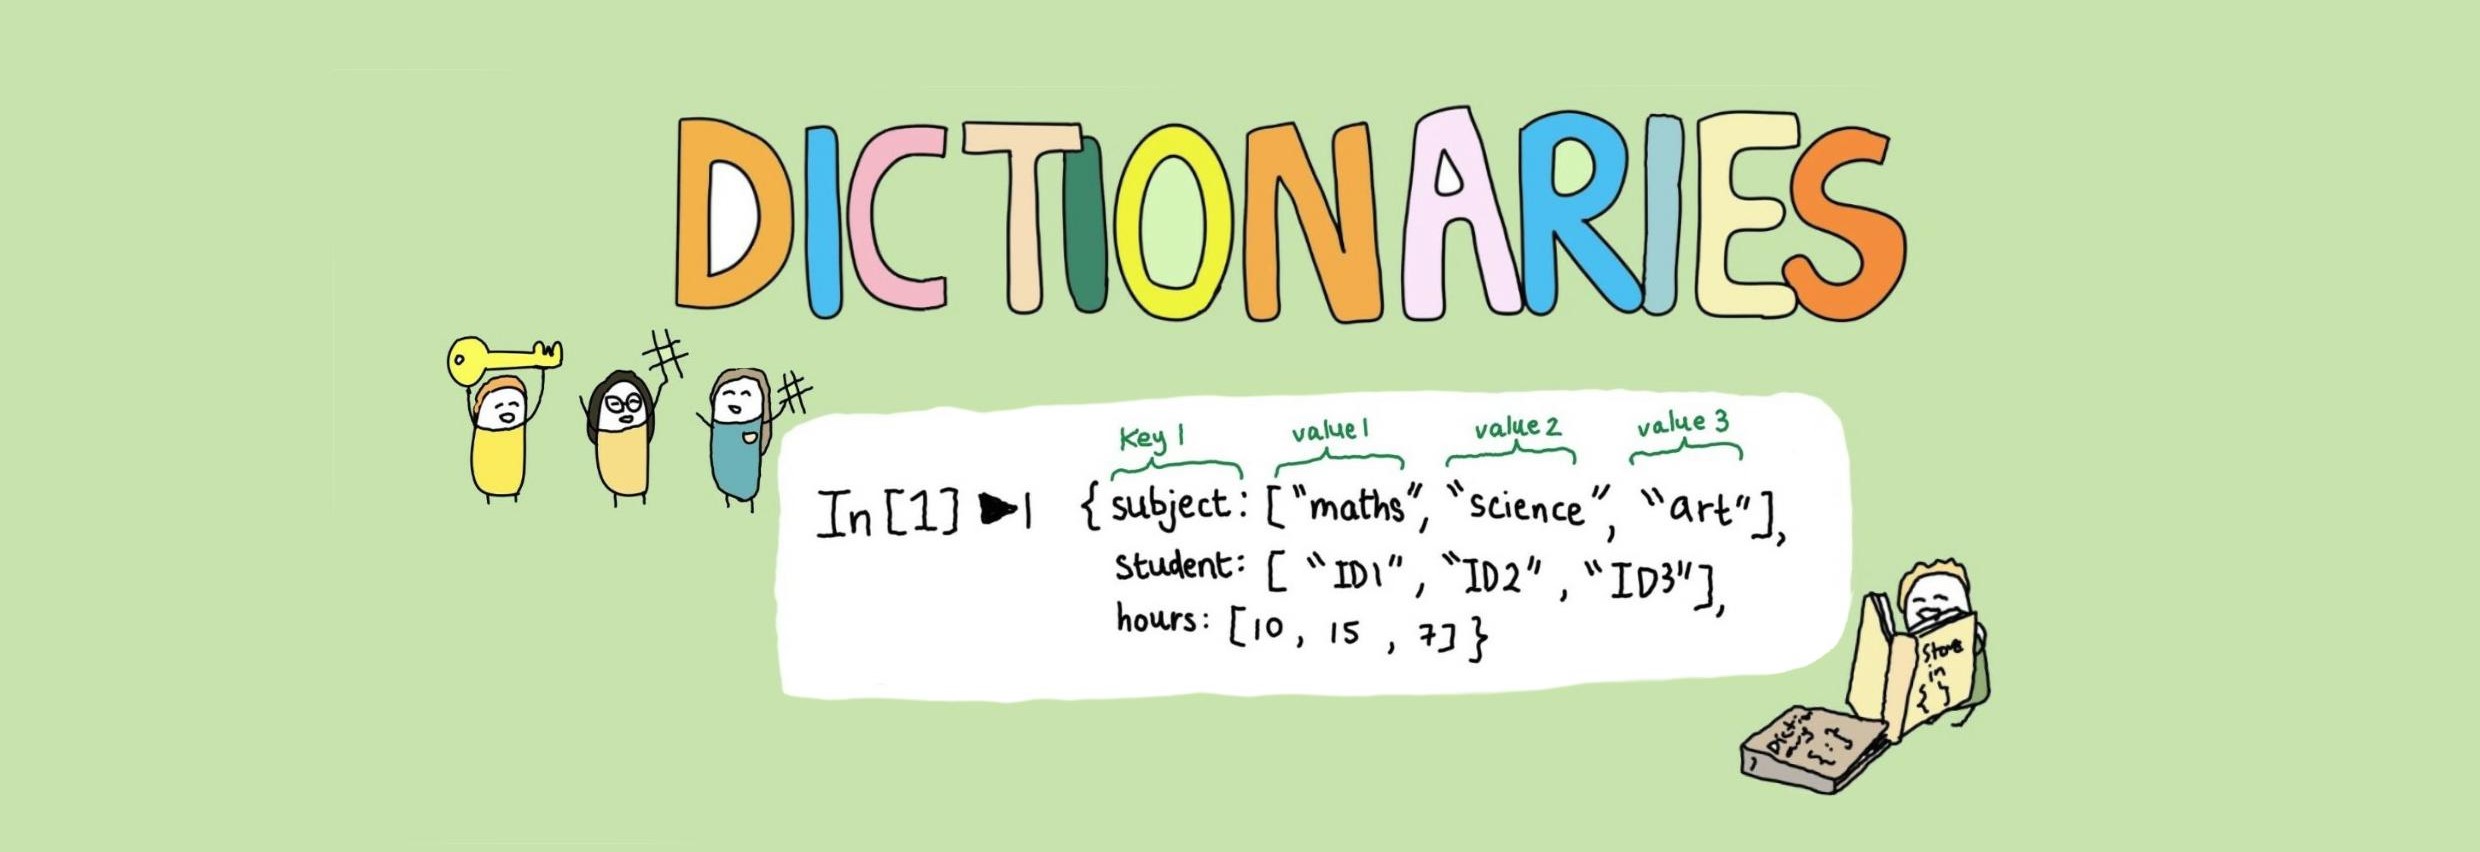 DICTIONARIES
# #
Key 1 value 1 value 2 value 3
In [1] ▶| { subject: ["maths", "science", "art"],
student: [ "ID1", "ID2", "ID3"],
hours: [10, 15, 7] }
Store
in
{ }